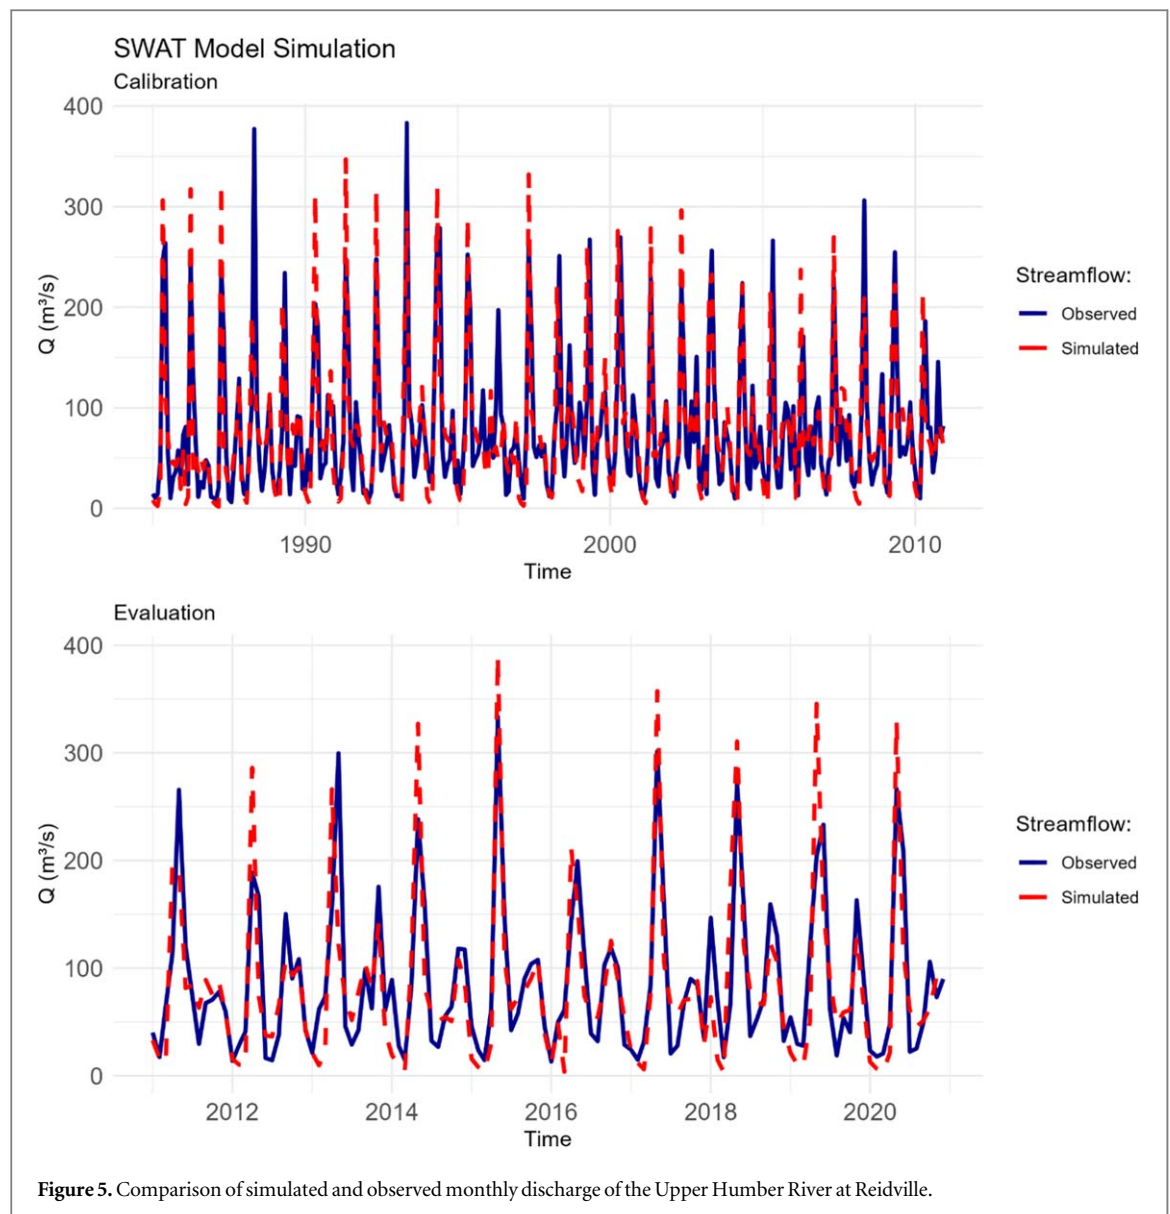 SWAT Model Simulation
Calibration
400
300
200
100
0
Q (m³/s)
1990
2000
2010
Time
Streamflow:
Observed
Simulated
Evaluation
400
300
200
100
0
Q (m³/s)
2012
2014
2016
2018
2020
Time
Streamflow:
Observed
Simulated
Figure 5. Comparison of simulated and observed monthly discharge of the Upper Humber River at Reidville.